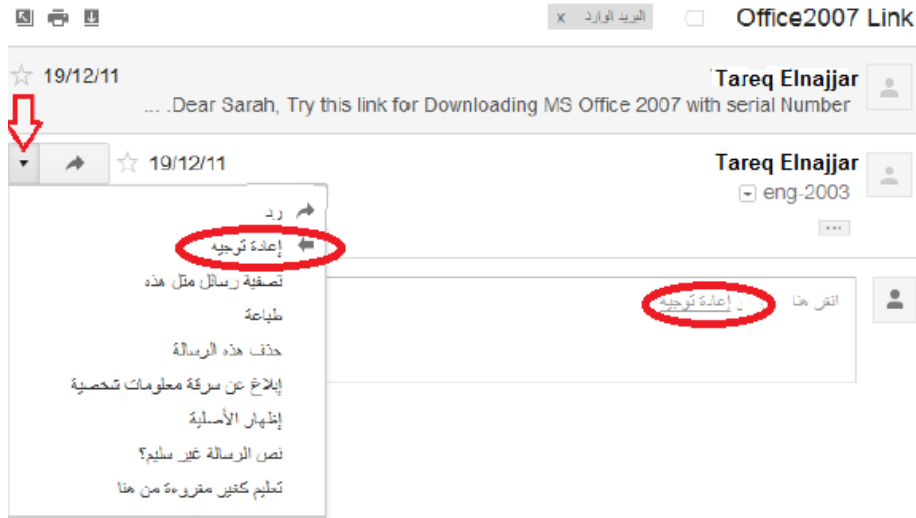 Office2007 Link
البريد الوارد x
Tareq Elnajjar
19/12/11
Dear Sarah, Try this link for Downloading MS Office 2007 with serial Number. ...
Tareq Elnajjar
19/12/11
eng-2003
...
رد
إعادة توجيه
تصفية رسائل مثل هذه
طباعة
حذف هذه الرسالة
إبلاغ عن سرقة معلومات شخصية
إظهار الأصلية
نص الرسالة غير سليم؟
تعليم كغير مقروءة من هنا
انقر هنا إعادة توجيه